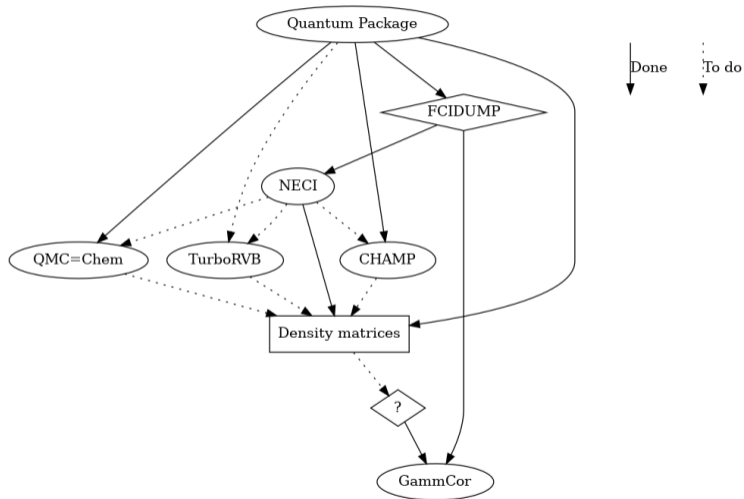 Quantum Package
Done
To do
FCIDUMP
NECI
QMC=Chem
TurboRVB
CHAMP
Density matrices
?
GammCor